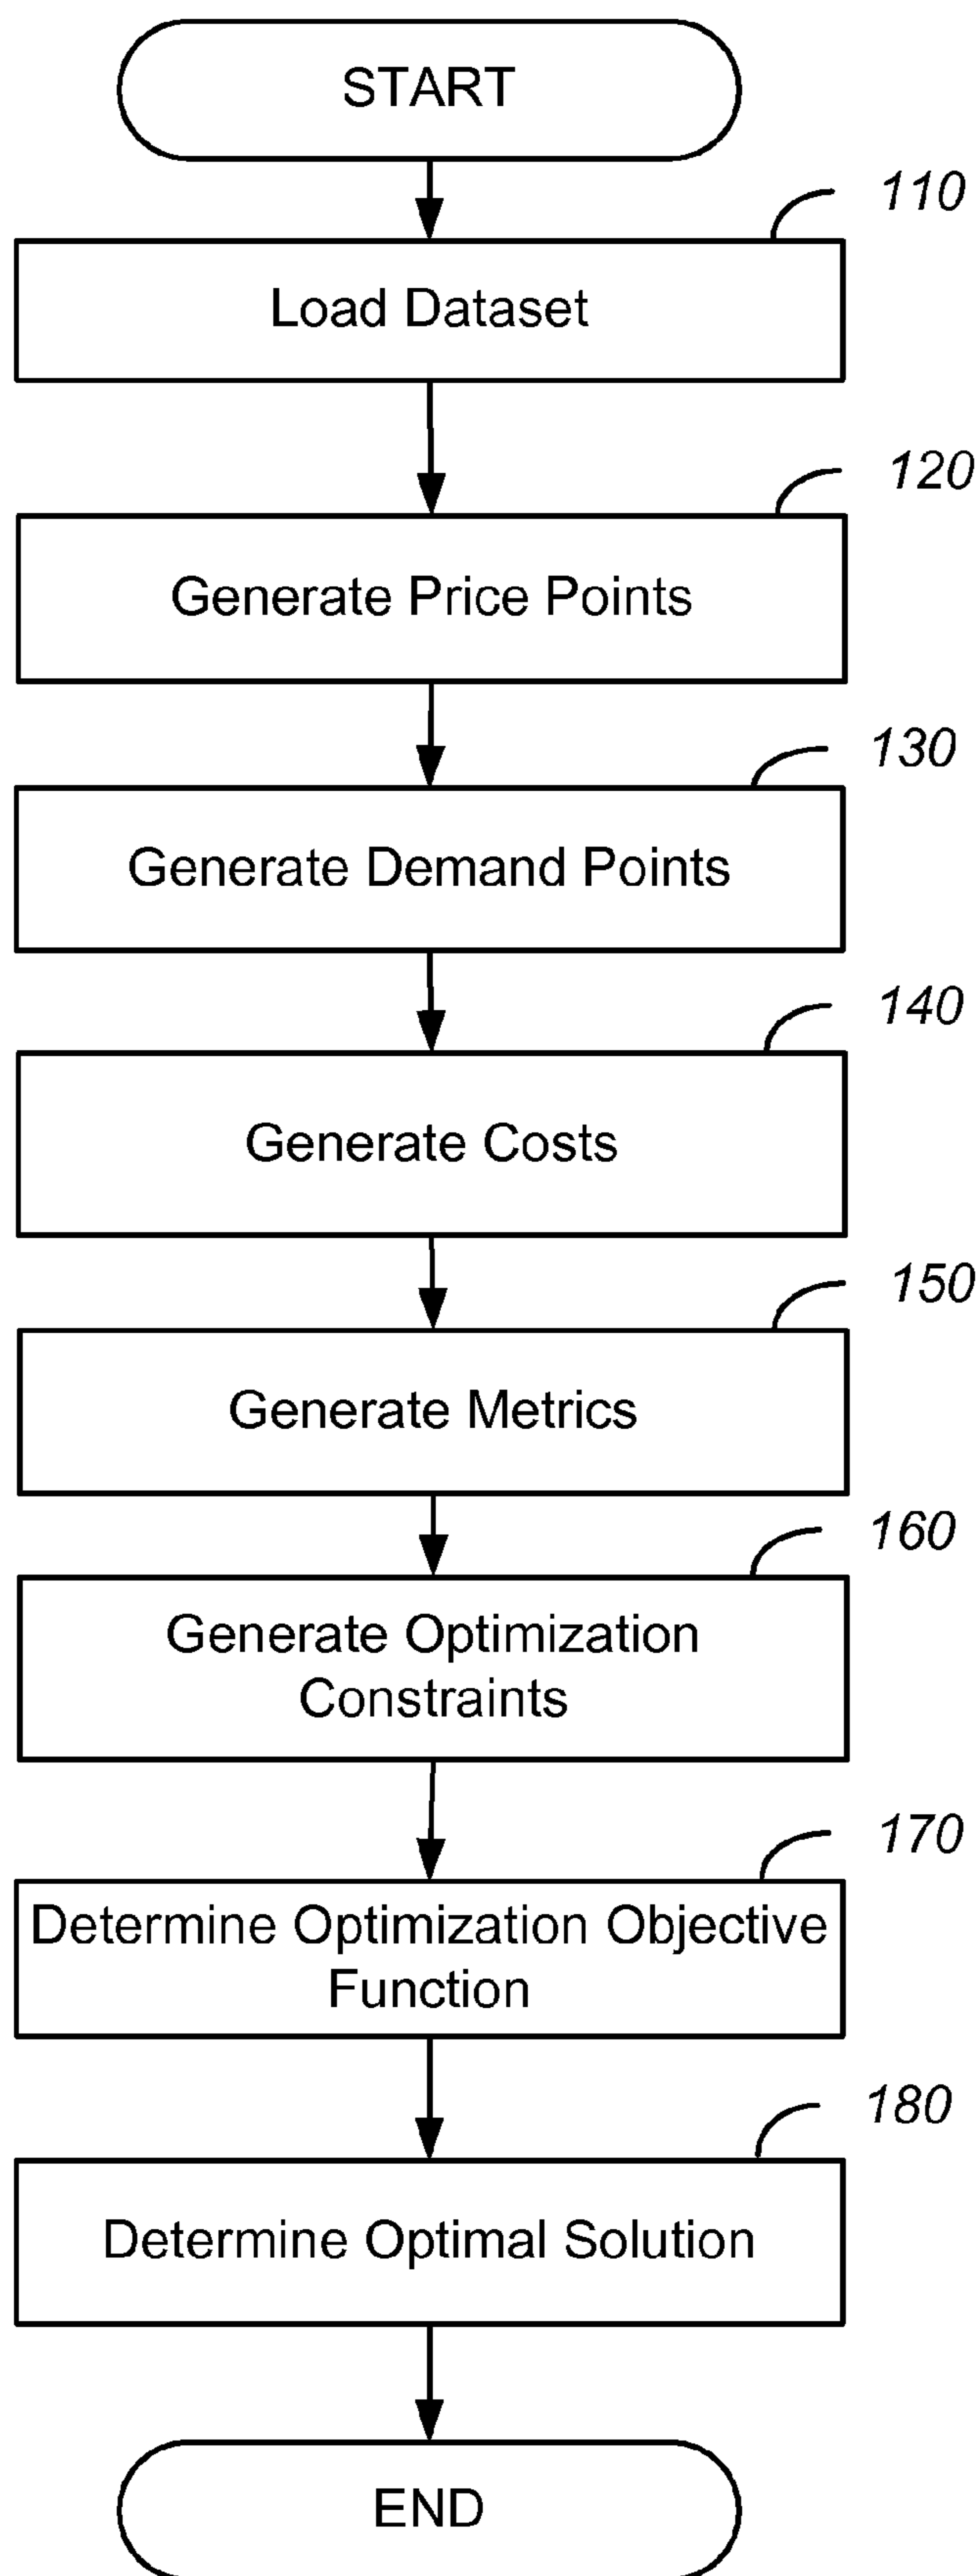 START
110
Load Dataset
120
Generate Price Points
130
Generate Demand Points
140
Generate Costs
150
Generate Metrics
160
Generate Optimization
Constraints
170
Determine Optimization Objective
Function
180
Determine Optimal Solution
END